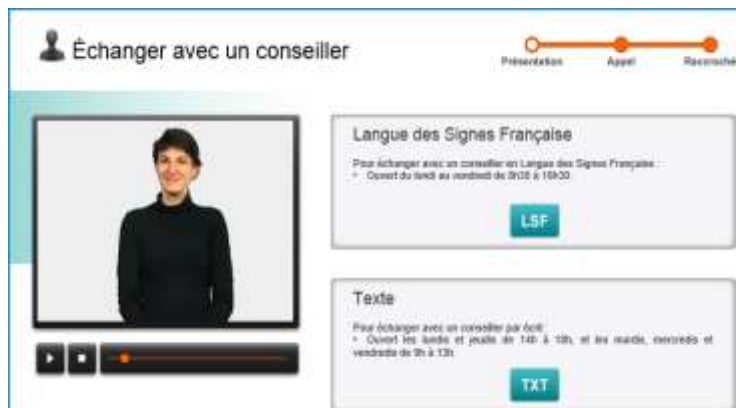 Échanger avec un conseiller
Présentation Appel Raccroché
Langue des Signes Française
Pour échanger avec un conseiller en Langue des Signes Française :
• Ouvert du lundi au vendredi de
LSF
Texte
Pour échanger avec un conseiller par écrit :
• Ouvert les lundis et jeudis de 14h à 18h, et les mardis, mercredis et
vendredis de 9h à 13h
TXT